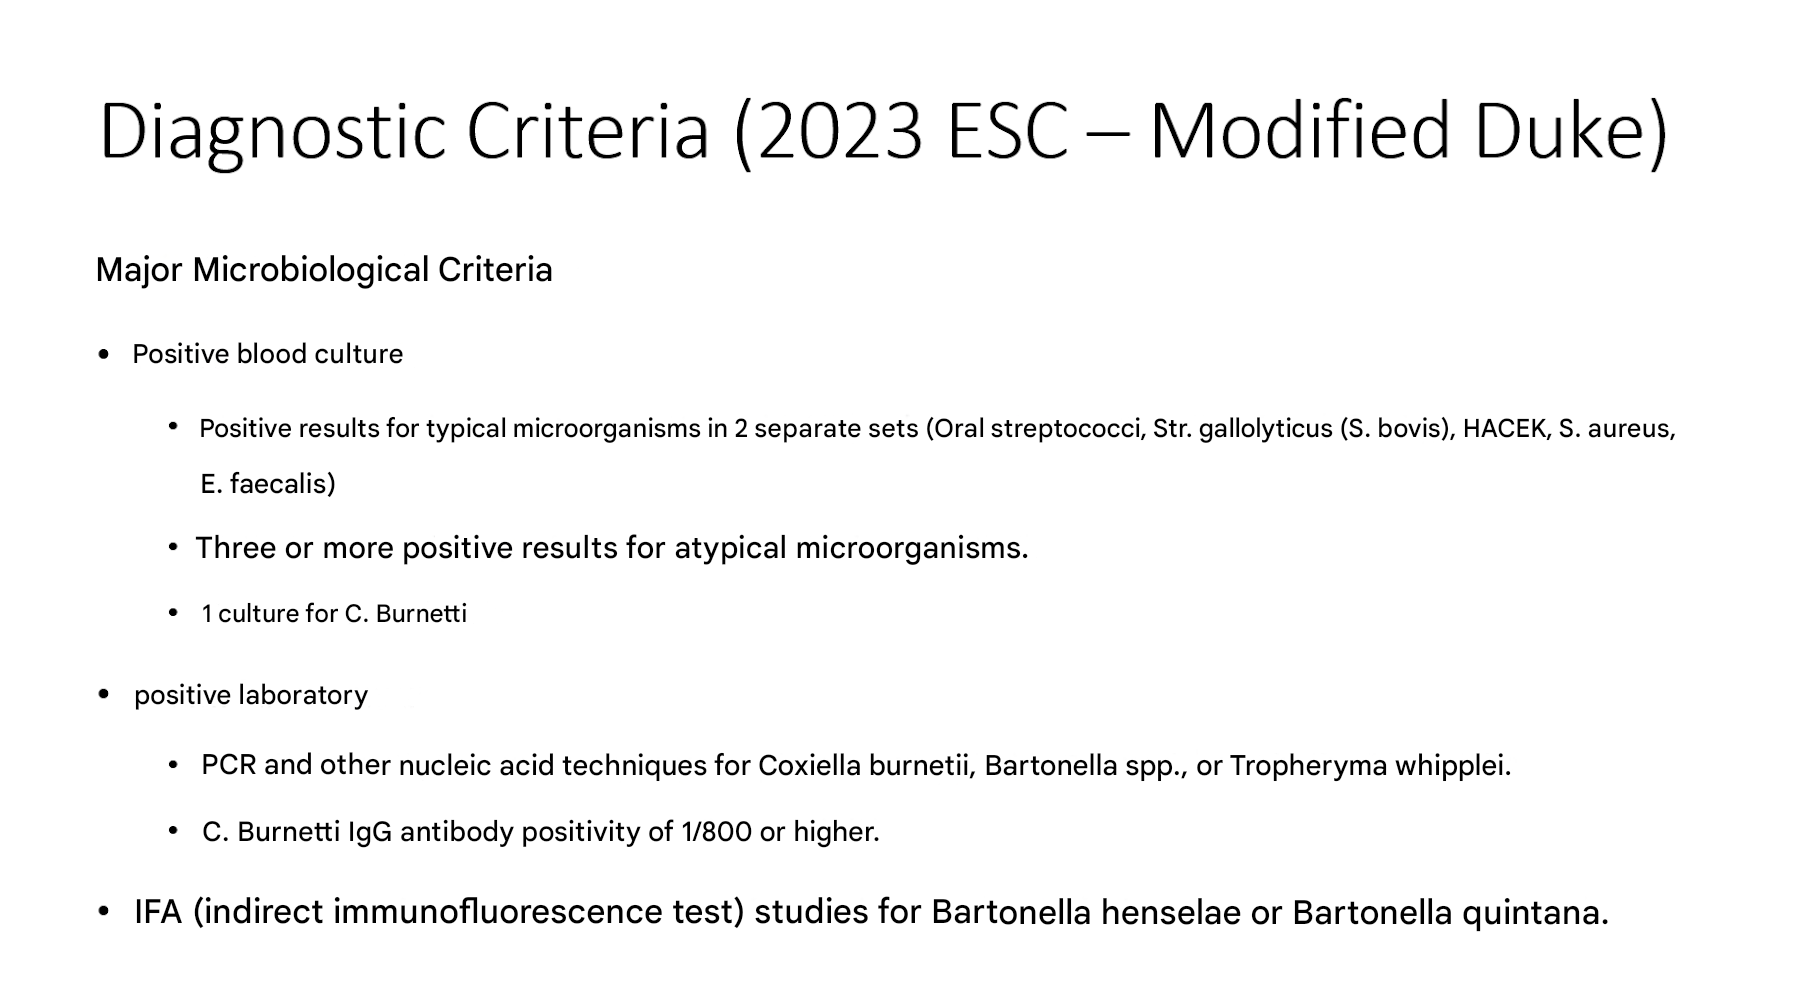 Diagnostic Criteria (2023 ESC – Modified Duke)
Major Microbiological Criteria
• Positive blood culture
• Positive results for typical microorganisms in 2 separate sets (Oral streptococci, Str. gallolyticus (S. bovis), HACEK, S. aureus,
E. faecalis)
• Three or more positive results for atypical microorganisms.
• 1 culture for C. Burnetti
• positive laboratory
• PCR and other nucleic acid techniques for Coxiella burnetii, Bartonella spp., or Tropheryma whipplei.
• C. Burnetti IgG antibody positivity of 1/800 or higher.
• IFA (indirect immunofluorescence test) studies for Bartonella henselae or Bartonella quintana.